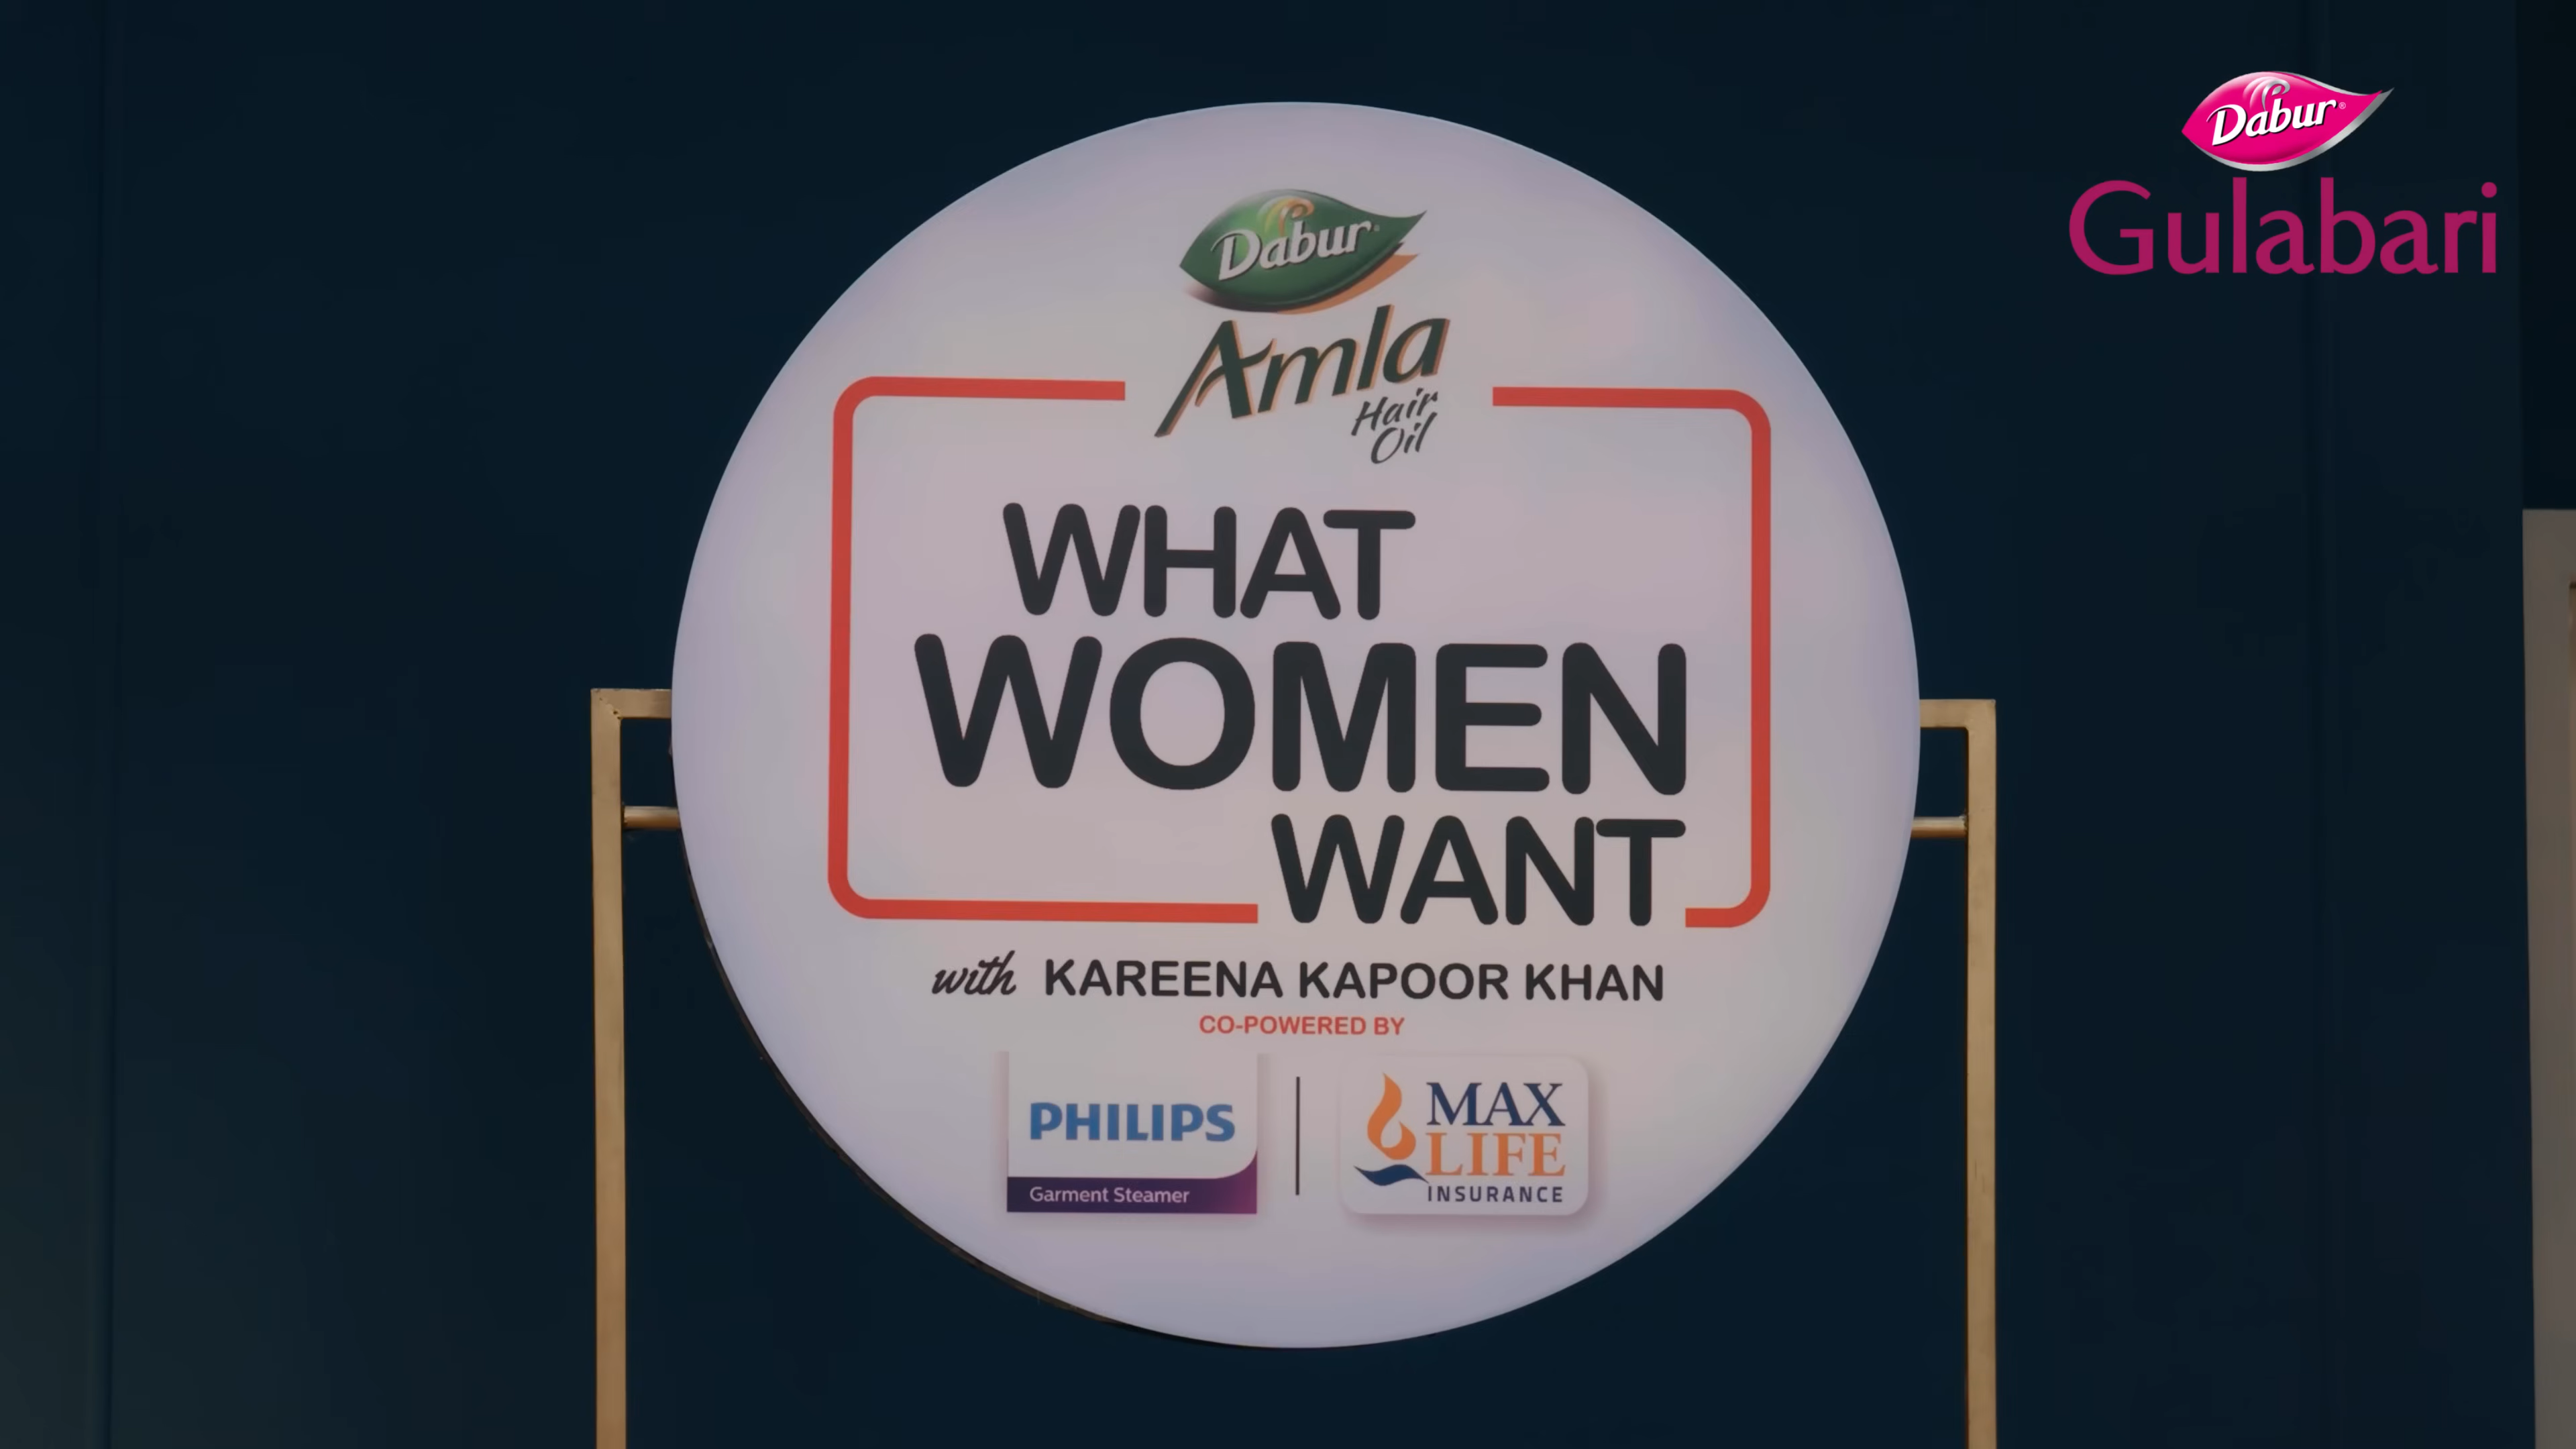 Dabur
Gulabari
Dabur
Amla
Hair
Oil
WHAT
WOMEN
WANT
with KAREENA KAPOOR KHAN
CO-POWERED BY
PHILIPS
Garment Steamer
MAX
LIFE
INSURANCE